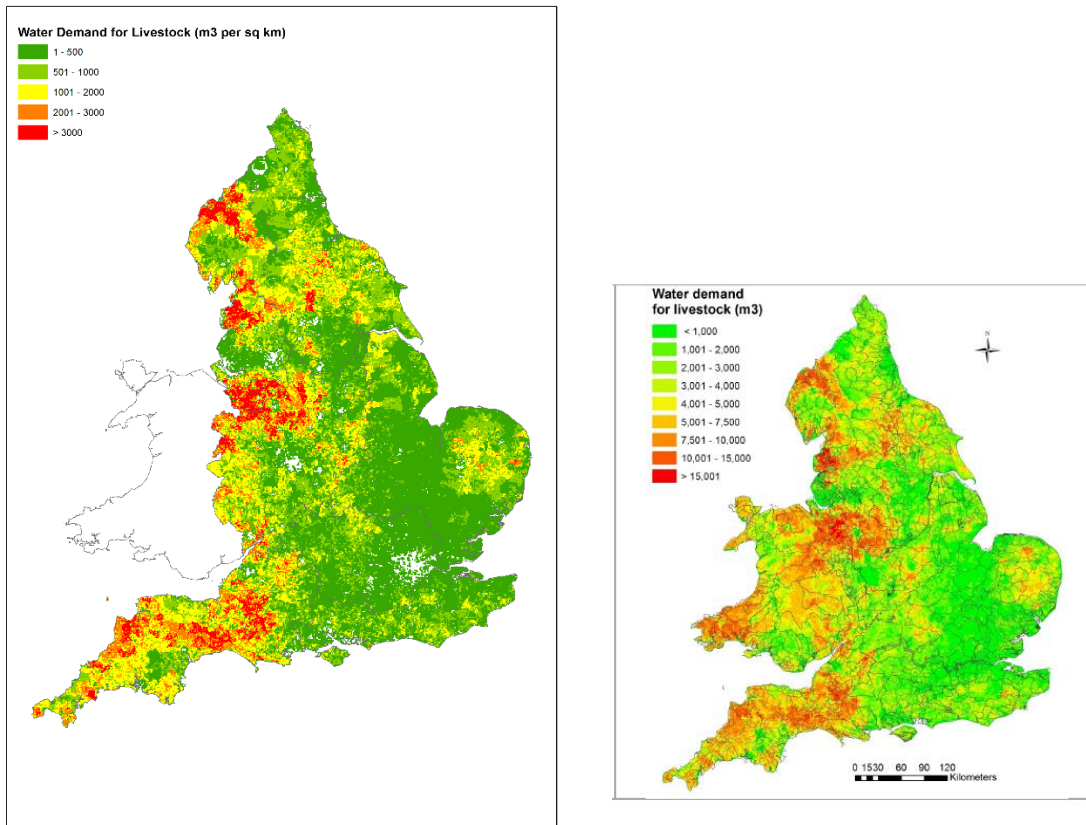 Water Demand for Livestock (m3 per sq km)
1 - 500
501 - 1000
1001 - 2000
2001 - 3000
> 3000
Water demand
for livestock (m3)
< 1,000
1,001 - 2,000
2,001 - 3,000
3,001 - 4,000
4,001 - 5,000
5,001 - 7,500
7,501 - 10,000
10,001 - 15,000
> 15,001
N
0 1530 60 90 120
Kilometers